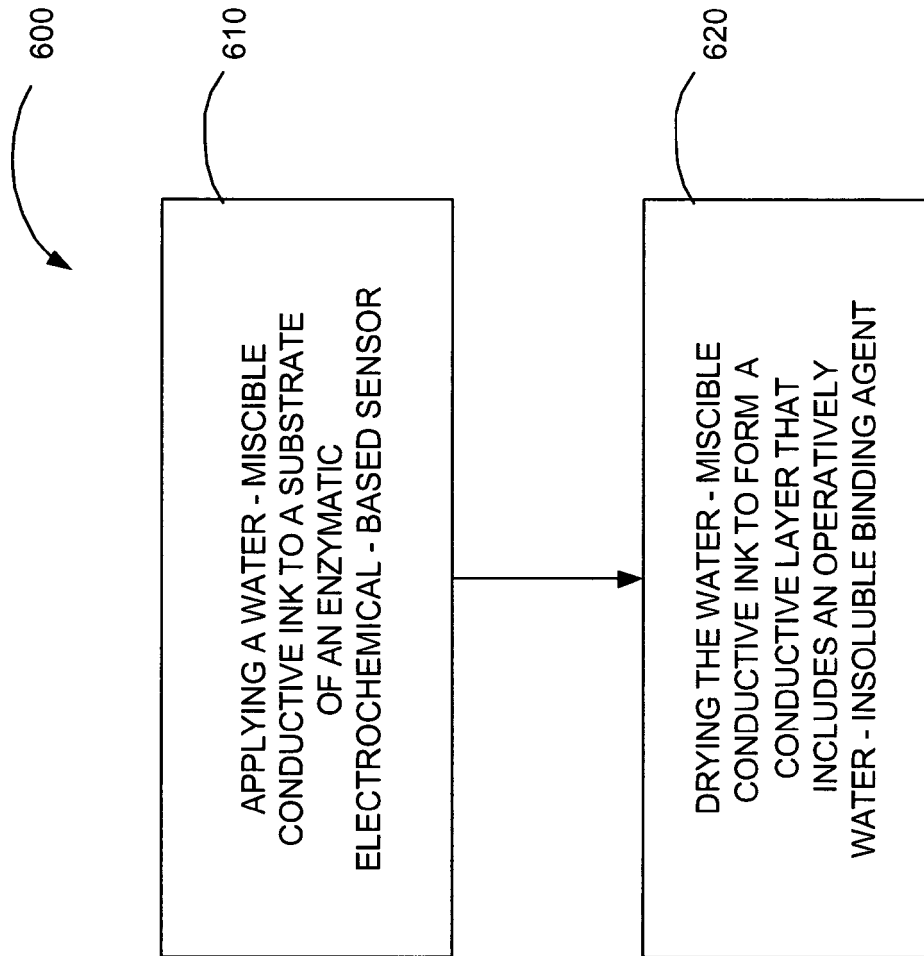 600
610
APPLYING A WATER - MISCIBLE
CONDUCTIVE INK TO A SUBSTRATE
OF AN ENZYMATIC
ELECTROCHEMICAL - BASED SENSOR
620
DRYING THE WATER - MISCIBLE
CONDUCTIVE INK TO FORM A
CONDUCTIVE LAYER THAT
INCLUDES AN OPERATIVELY
WATER - INSOLUBLE BINDING AGENT